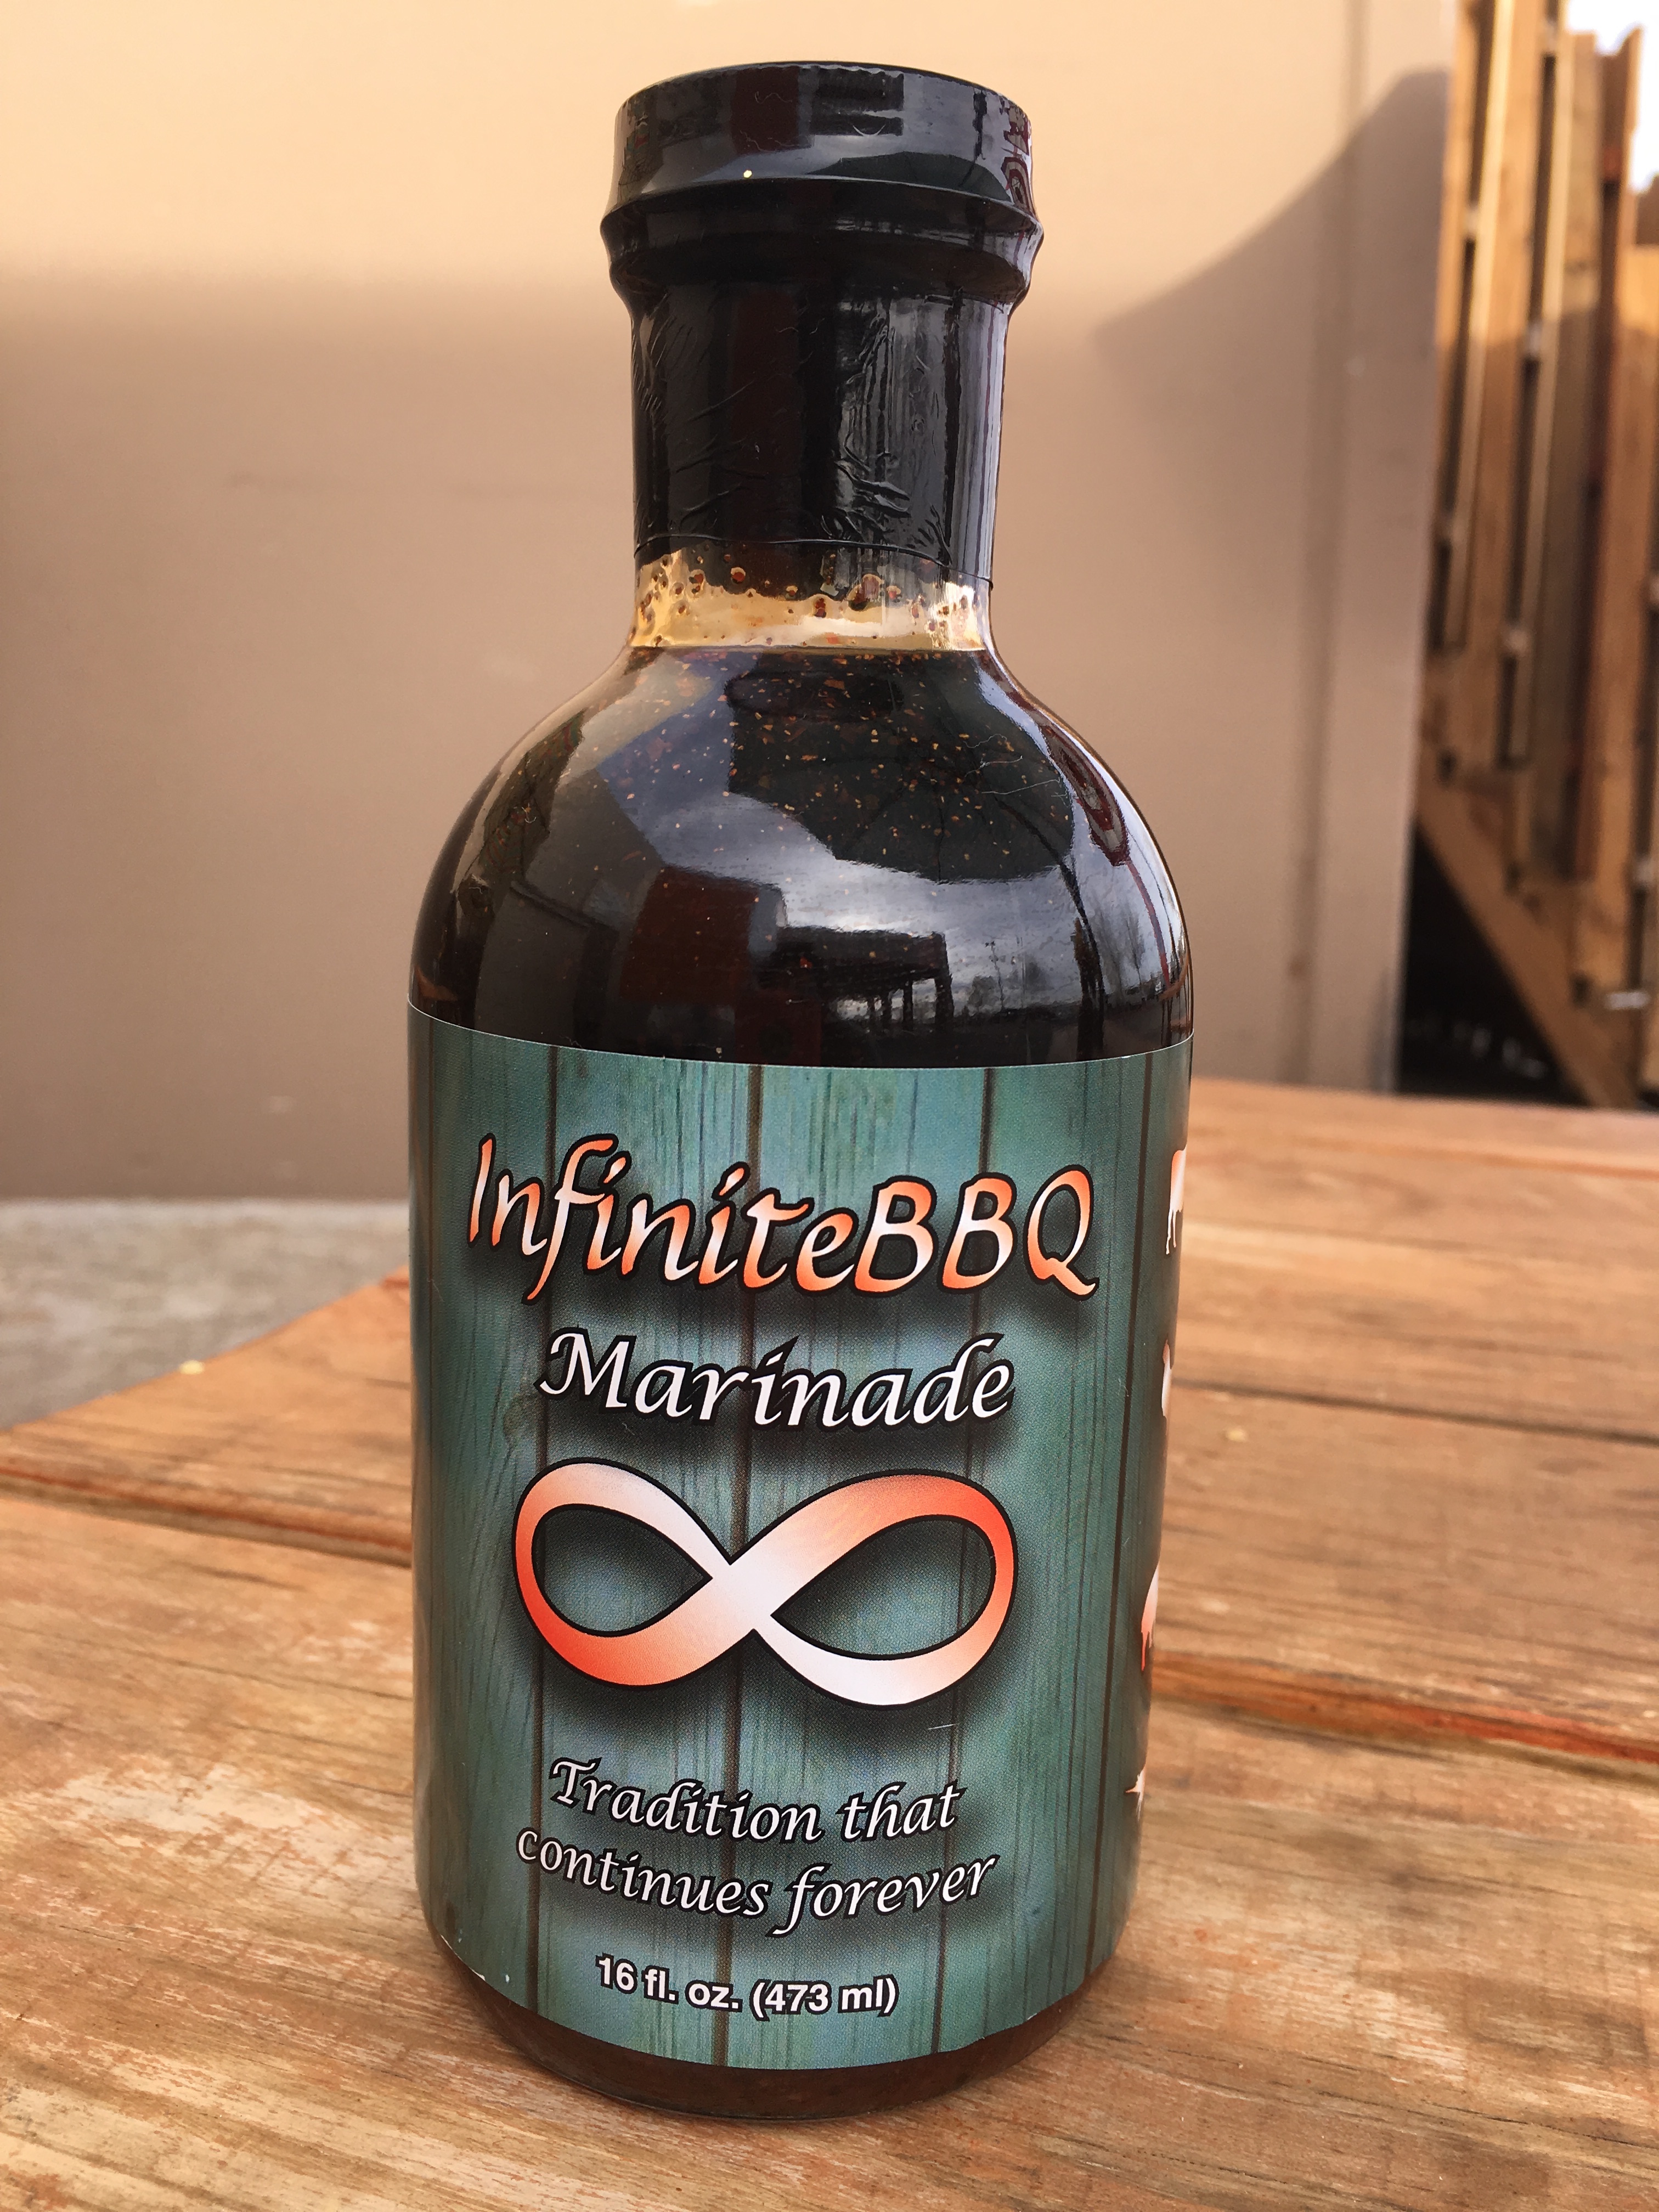 InfiniteBBQ
Marinade
Tradition that
continues forever
16 fl. oz. (473 ml)